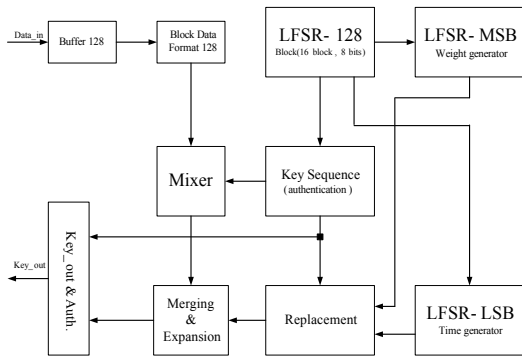 Data_in
Buffer 128
Block Data
Format 128
LFSR- 128
Block(16 block , 8 bits)
LFSR- MSB
Weight generator
Mixer
Key Sequence
(authentication )
Key_out
Key_out & Auth.
Merging
&
Expansion
Replacement
LFSR- LSB
Time generator